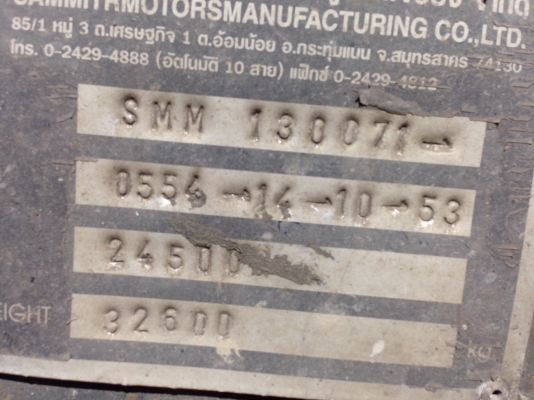 SAMMITRMOTORSMANUFACTURING CO.,LTD.
85/1 หมู่ 3 ถ.เศรษฐกิจ 1 ต.อ้อมน้อย อ.กระทุ่มแบน จ.สมุทรสาคร 74130
โทร. 0-2429-4888 (อัตโนมัติ 10 สาย) แฟ็กซ์ 0-2429-4812
SMM 130071→
0554→14→10→53
24500
EIGHT 32600 KG